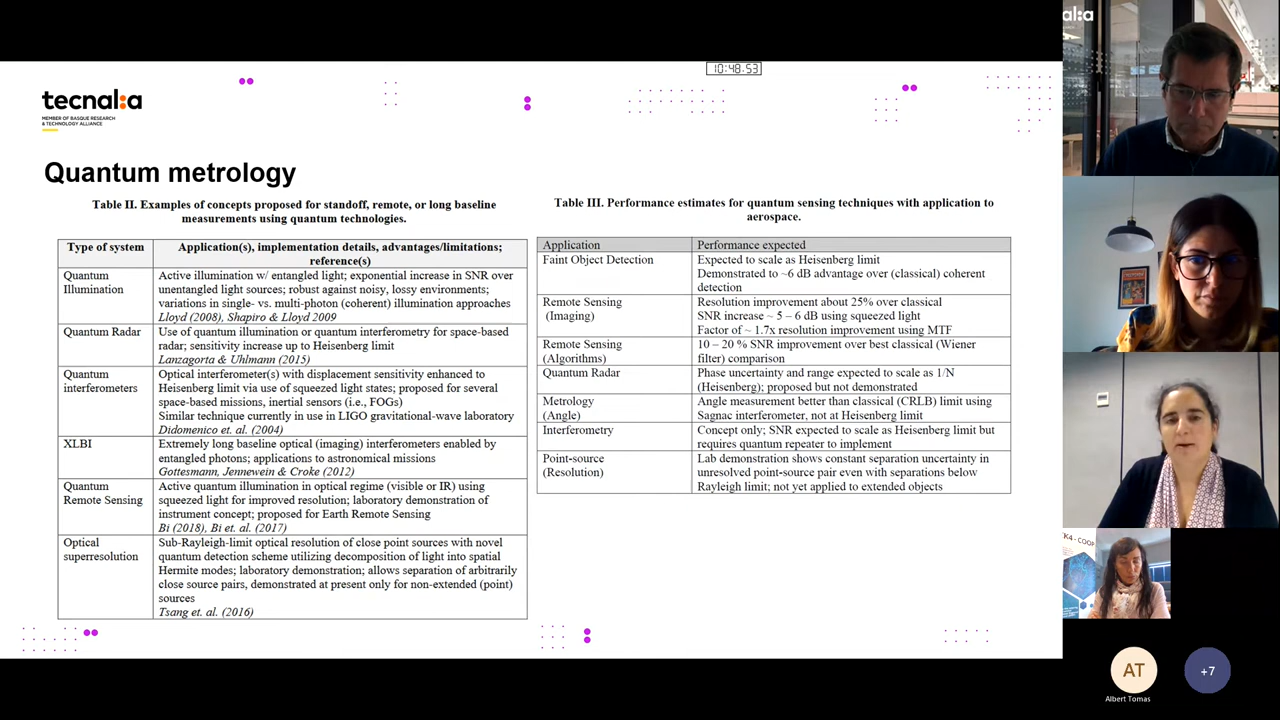 10:48.53
tecnal:a
MEMBER OF BASQUE RESEARCH
& TECHNOLOGY ALLIANCE
Quantum metrology
Table II. Examples of concepts proposed for standoff, remote, or long baseline
measurements using quantum technologies.
Type of system
Application(s), implementation details, advantages/limitations;
reference(s)
Quantum
Illumination
Active illumination w/ entangled light; exponential increase in SNR over
unentangled light sources; robust against noisy, lossy environments;
variations in single- vs. multi-photon (coherent) illumination approaches
Lloyd (2008), Shapiro & Lloyd 2009
Quantum Radar
Use of quantum illumination or quantum interferometry for space-based
radar; sensitivity increase up to Heisenberg limit
Lanzagorta & Uhlmann (2015)
Quantum
interferometers
Optical interferometer(s) with displacement sensitivity enhanced to
Heisenberg limit via use of squeezed light states; proposed for several
space-based missions, inertial sensors (i.e., FOGs)
Similar technique currently in use in LIGO gravitational-wave laboratory
Didomenico et. al. (2004)
XLBI
Extremely long baseline optical (imaging) interferometers enabled by
entangled photons; applications to astronomical missions
Gottesmann, Jennewein & Croke (2012)
Quantum
Remote Sensing
Active quantum illumination in optical regime (visible or IR) using
squeezed light for improved resolution; laboratory demonstration of
instrument concept; proposed for Earth Remote Sensing
Bi (2018), Bi et. al. (2017)
Optical
superresolution
Sub-Rayleigh-limit optical resolution of close point sources with novel
quantum detection scheme utilizing decomposition of light into spatial
Hermite modes; laboratory demonstration; allows separation of arbitrarily
close source pairs, demonstrated at present only for non-extended (point)
sources
Tsang et. al. (2016)
Table III. Performance estimates for quantum sensing techniques with application to
aerospace.
Application
Performance expected
Faint Object Detection
Expected to scale as Heisenberg limit
Demonstrated to ~6 dB advantage over (classical) coherent
detection
Remote Sensing
(Imaging)
Resolution improvement about 25% over classical
SNR increase ~ 5 – 6 dB using squeezed light
Factor of ~ 1.7x resolution improvement using MTF
Remote Sensing
(Algorithms)
10 – 20 % SNR improvement over best classical (Wiener
filter) comparison
Quantum Radar
Phase uncertainty and range expected to scale as 1/N
(Heisenberg); proposed but not demonstrated
Metrology
(Angle)
Angle measurement better than classical (CRLB) limit using
Sagnac interferometer, not at Heisenberg limit
Interferometry
Concept only; SNR expected to scale as Heisenberg limit but
requires quantum repeater to implement
Point-source
(Resolution)
Lab demonstration shows constant separation uncertainty in
unresolved point-source pair even with separations below
Rayleigh limit; not yet applied to extended objects
nal:a
K4 - COOP
AT
Albert Tomas
+7